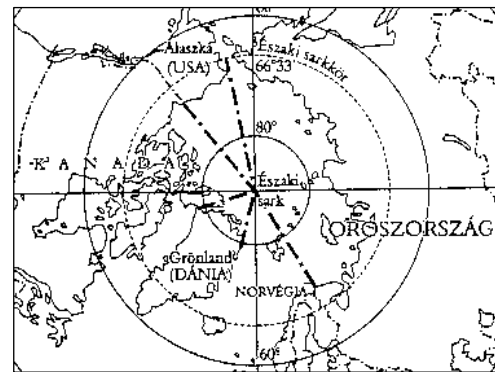 Alaszka
(USA)
Északi sarkkör
66°33
80°
K A N A D A
Északi
sark
OROSZORSZÁG
Grönland
(DÁNIA)
NORVÉGIA
60°